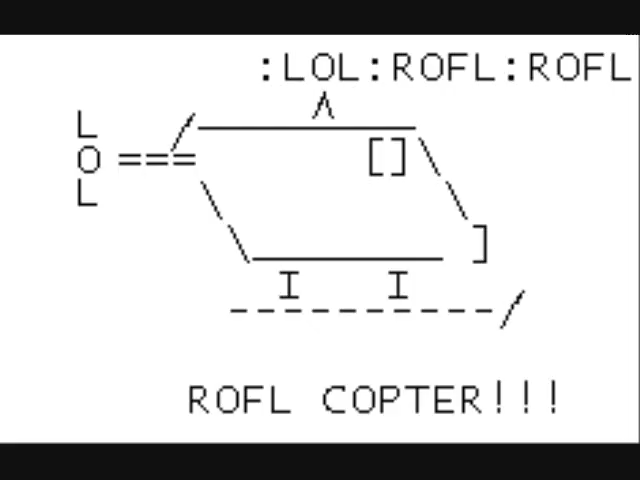 :LOL:ROFL:ROFL
L
O ===
L
[]
]
I I
ROFL COPTER!!!